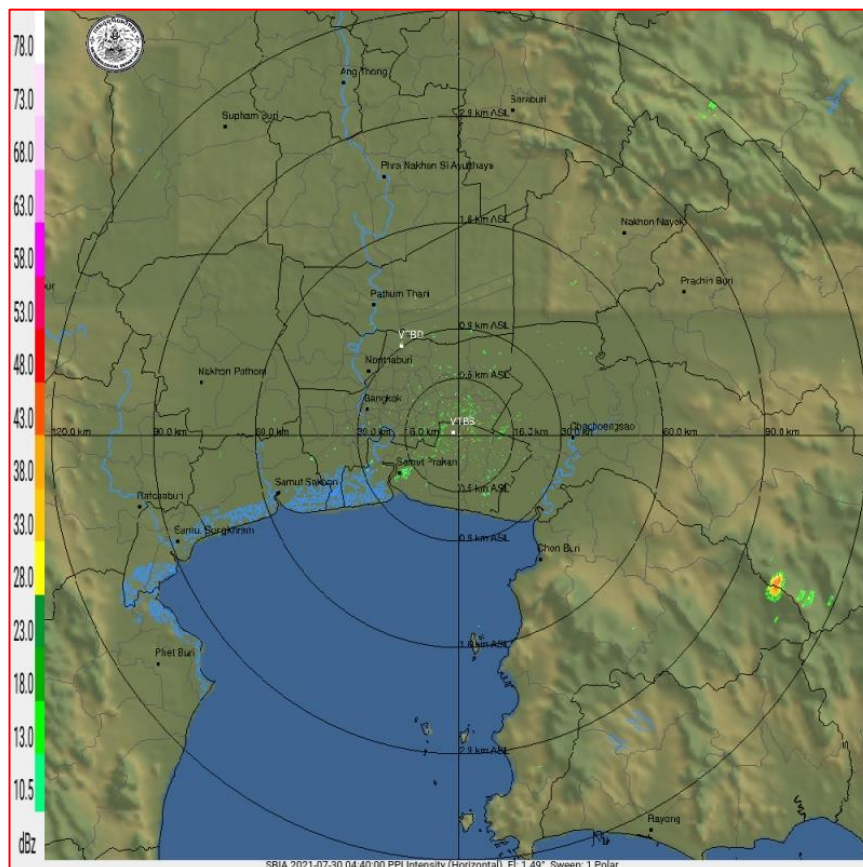 78.0
73.0
68.0
63.0
58.0
53.0
48.0
43.0
38.0
33.0
28.0
23.0
18.0
13.0
10.5
dBz
Ang Thong
Saraburi
2.4 km ASL
Suphan Buri
Phra Nakhon Si Ayutthaya
1.6 km ASL
Nakhon Nayok
Prachin Buri
Pathum Thani
0.8 km ASL
VTBD
Nonthaburi
0.5 km ASL
Nakhon Pathom
Bangkok
VTBS
Chachoengsao
120.0 km
90.0 km
60.0 km
30.0 km
15.0 km
15.0 km
30.0 km
60.0 km
90.0 km
Samut Prakan
0.5 km ASL
Samut Sakhon
Ratchaburi
Samut Songkhram
0.8 km ASL
Chon Buri
1.6 km ASL
Phet Buri
2.4 km ASL
Rayong
SBIA 2021-07-30 04:40:00 PPI Intensity (Horizontal), El: 1.49°, Sweep: 1 Polar